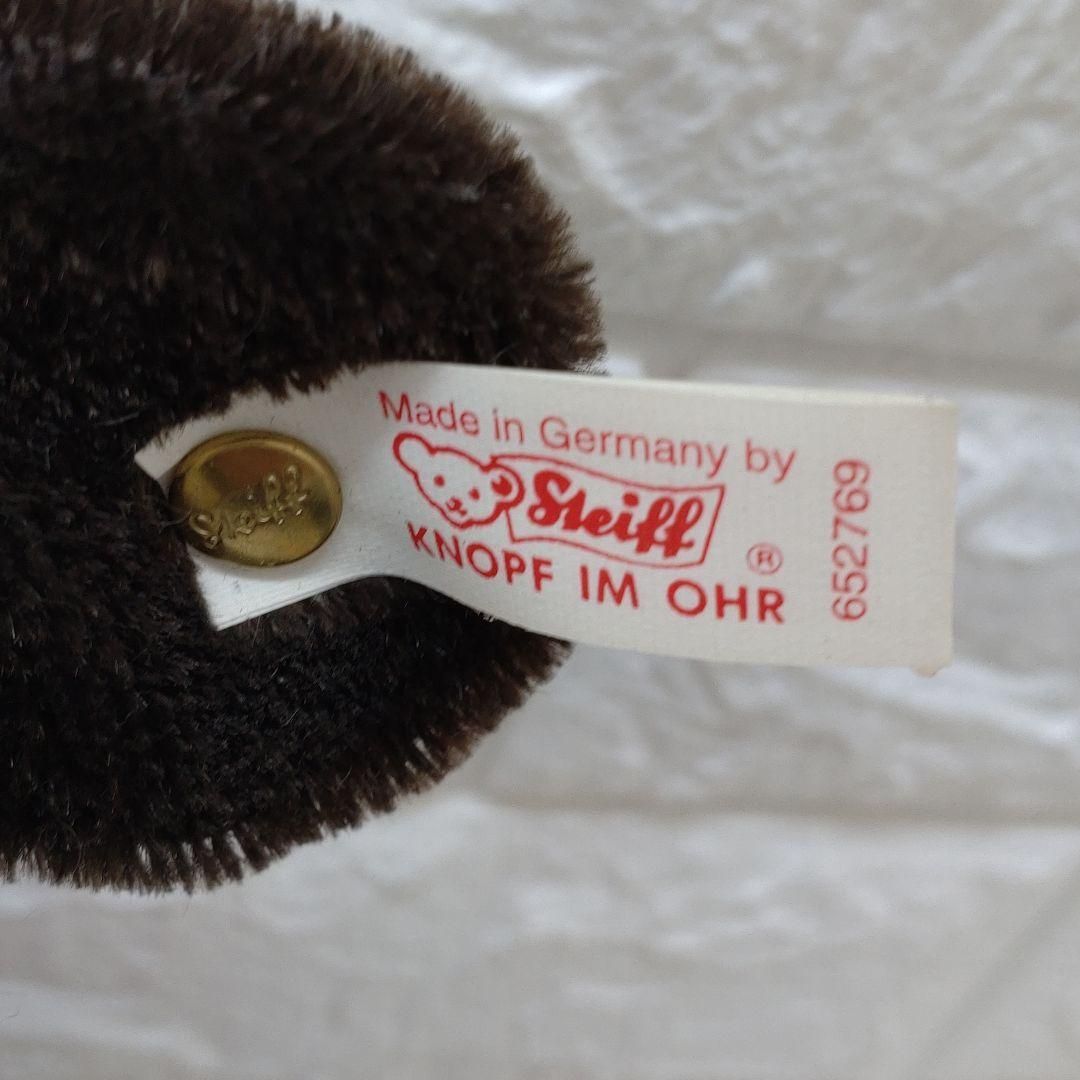 Steiff
Made in Germany by
Steiff
KNOPF IM OHR ®
652769